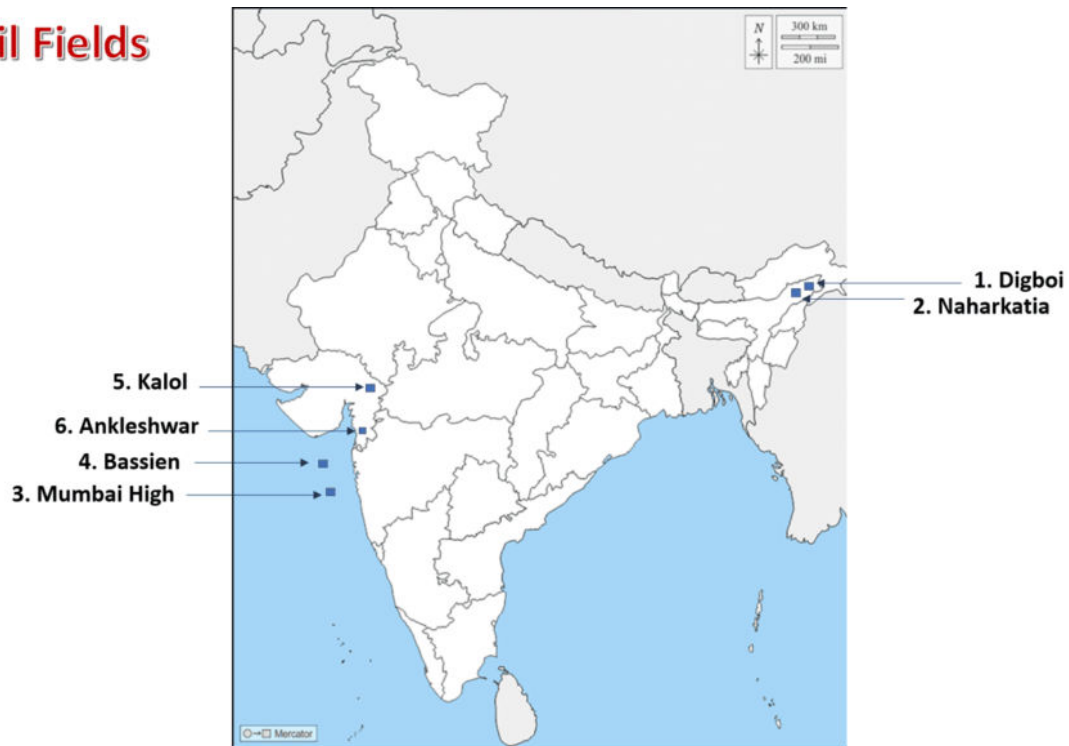 il Fields
N
300 km
200 mi
1. Digboi
2. Naharkatia
5. Kalol
6. Ankleshwar
4. Bassien
3. Mumbai High
Mercator